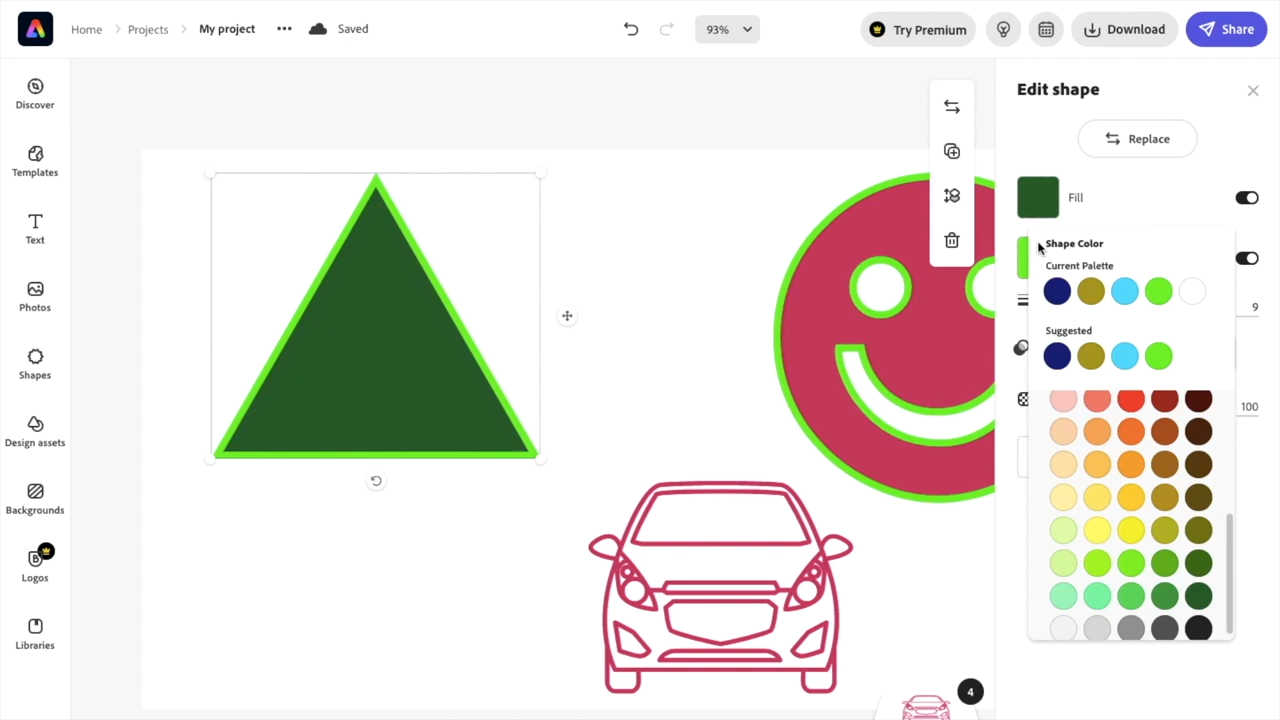 Home
Projects
My project
Saved
93%
Try Premium
Download
Share
Discover
Templates
Text
Photos
Shapes
Design assets
Backgrounds
B
Logos
Libraries
Edit shape
Replace
Fill
Shape Color
Current Palette
9
Suggested
100
4